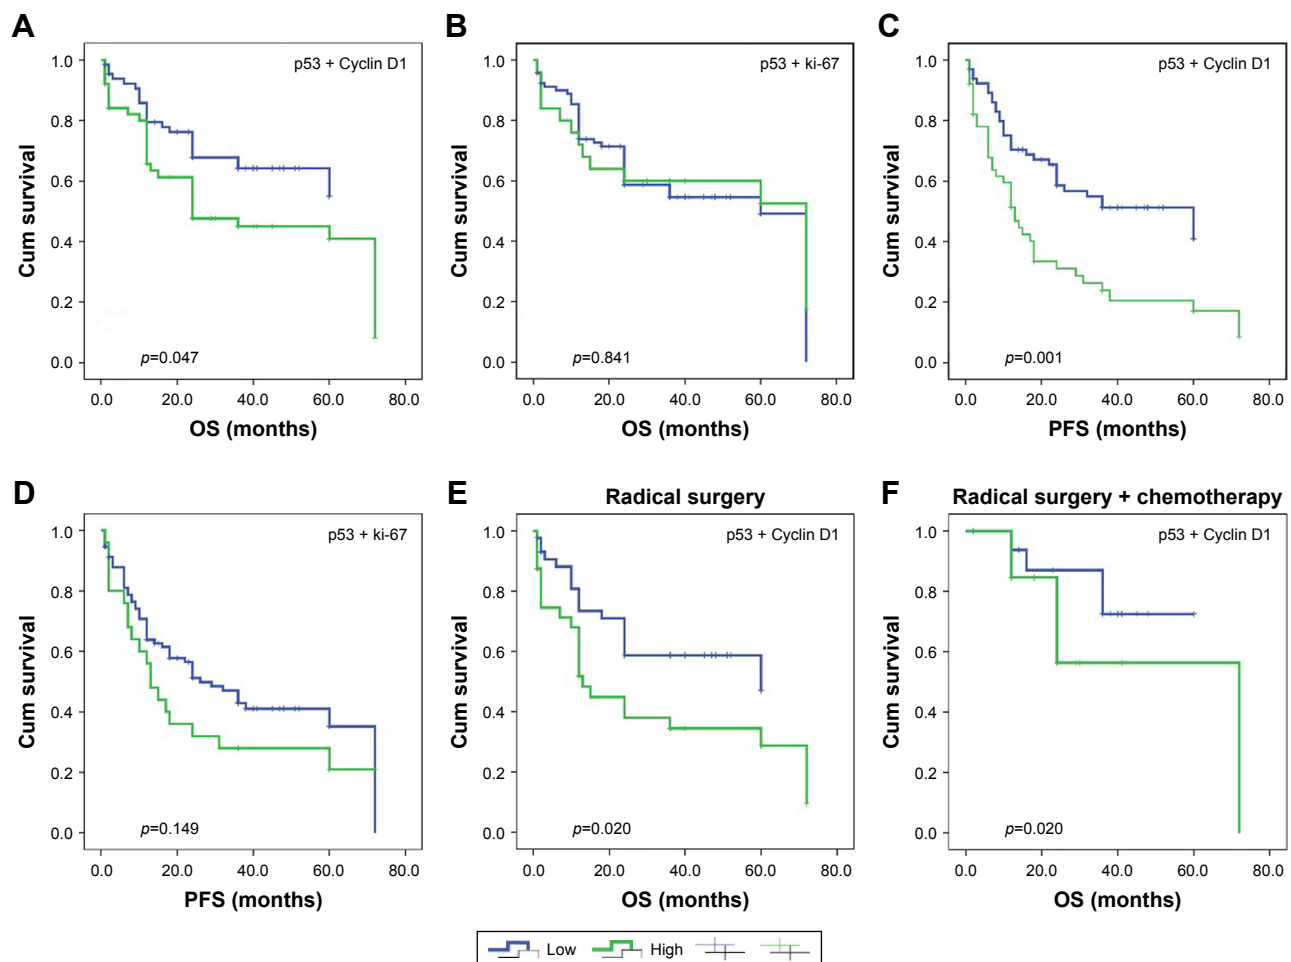 A
1.0
0.8
0.6
0.4
0.2
0.0
Cum survival
p53 + Cyclin D1
p=0.047
0.0 20.0 40.0 60.0 80.0
OS (months)
B
1.0
0.8
0.6
0.4
0.2
0.0
Cum survival
p53 + ki-67
p=0.841
0.0 20.0 40.0 60.0 80.0
OS (months)
C
1.0
0.8
0.6
0.4
0.2
0.0
Cum survival
p53 + Cyclin D1
p=0.001
0.0 20.0 40.0 60.0 80.0
PFS (months)
D
1.0
0.8
0.6
0.4
0.2
0.0
Cum survival
p53 + ki-67
p=0.149
0.0 20.0 40.0 60.0 80.0
PFS (months)
E
Radical surgery
1.0
0.8
0.6
0.4
0.2
0.0
Cum survival
p53 + Cyclin D1
p=0.020
0.0 20.0 40.0 60.0 80.0
OS (months)
F
Radical surgery + chemotherapy
1.0
0.8
0.6
0.4
0.2
0.0
Cum survival
p53 + Cyclin D1
p=0.020
0.0 20.0 40.0 60.0 80.0
OS (months)
Low High